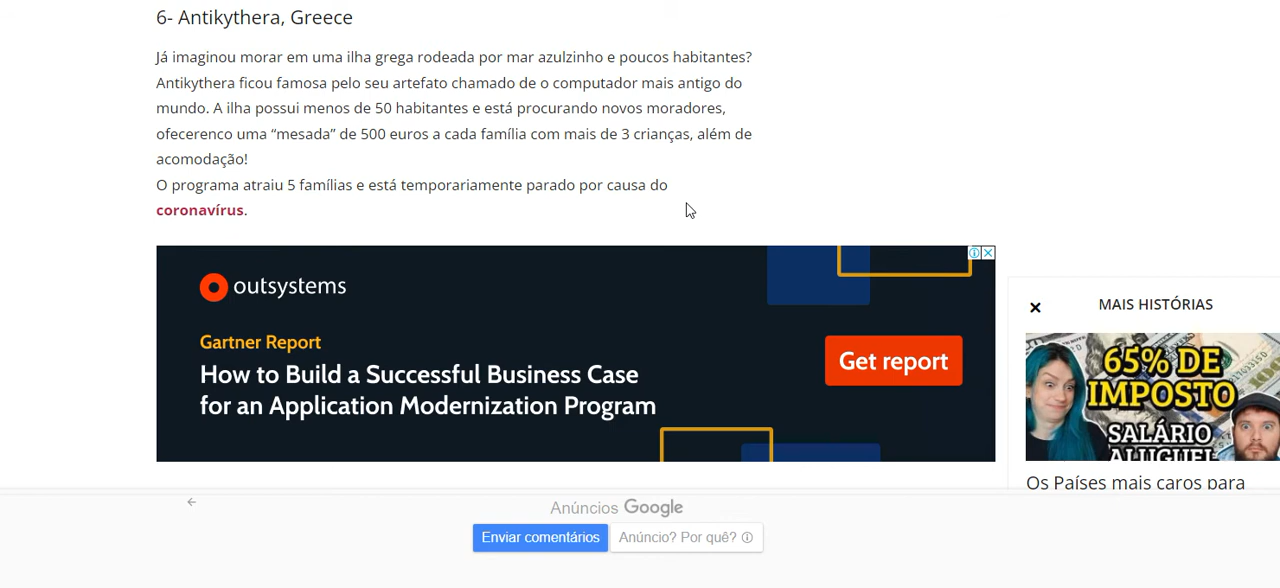 6- Antikythera, Greece
Já imaginou morar em uma ilha grega rodeada por mar azulzinho e poucos habitantes?
Antikythera ficou famosa pelo seu artefato chamado de o computador mais antigo do
mundo. A ilha possui menos de 50 habitantes e está procurando novos moradores,
ofecerenco uma “mesada” de 500 euros a cada família com mais de 3 crianças, além de
acomodação!
O programa atraiu 5 famílias e está temporariamente parado por causa do
coronavírus.
outsystems
Gartner Report
How to Build a Successful Business Case
for an Application Modernization Program
Get report
MAIS HISTÓRIAS
65% DE
IMPOSTO
SALÁRIO
ALUGUEL
Os Países mais caros para
Anúncios Google
Enviar comentários
Anúncio? Por quê?